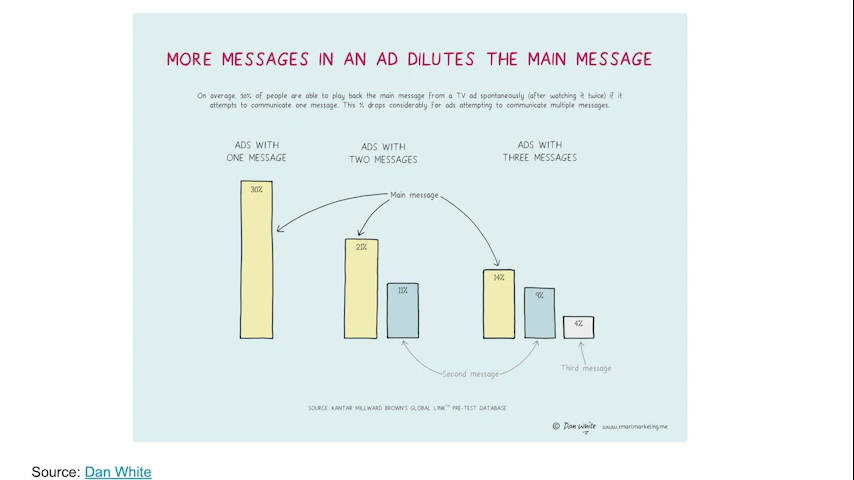 MORE MESSAGES IN AN AD DILUTES THE MAIN MESSAGE
On average, 30% of people are able to play back the main message from a TV ad spontaneously (after watching it twice) if it
attempts to communicate one message. This % drops considerably for ads attempting to communicate multiple messages.
ADS WITH
ONE MESSAGE
ADS WITH
TWO MESSAGES
ADS WITH
THREE MESSAGES
30%
Main message
21%
11%
14%
9%
4%
Second message
Third message
SOURCE: KANTAR MILLWARD BROWN'S GLOBAL LINK™ PRE-TEST DATABASE
© Dan White www.smartmarketing.me
Source: Dan White